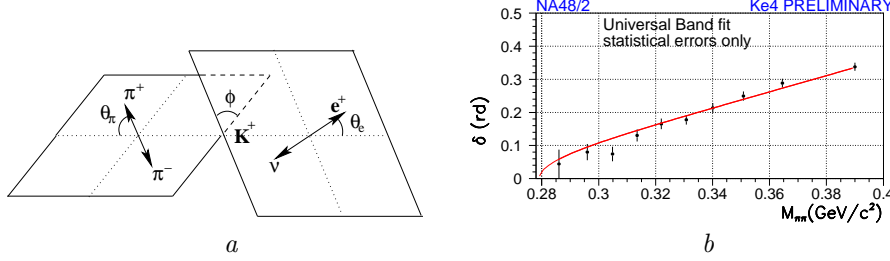 π+
θπ
π−
ϕ
K+
e+
θe
ν
a
NA48/2 Ke4 PRELIMINARY
Universal Band fit
statistical errors only
δ (rd)
0.5
0.4
0.3
0.2
0.1
0
0.28 0.3 0.32 0.34 0.36 0.38 0.4
Mππ(GeV/c²)
b